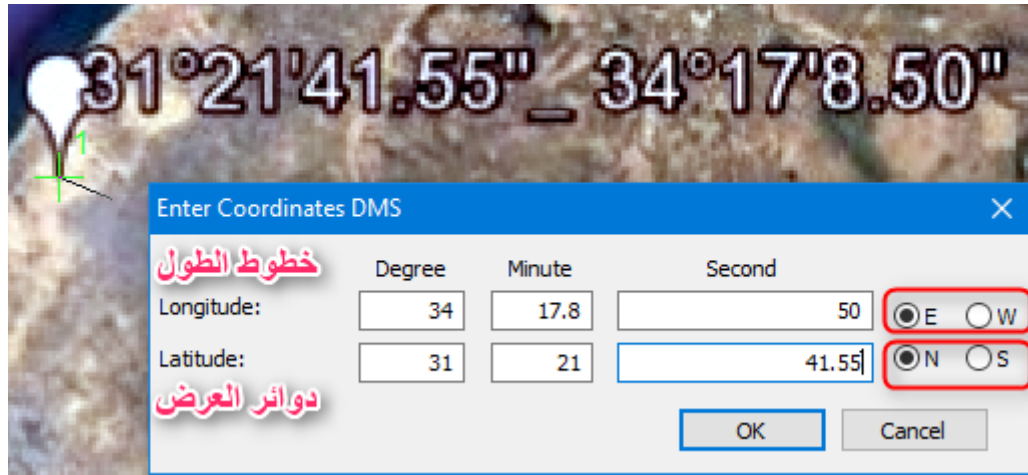 31°21'41.55"_ 34°17'8.50"
1
Enter Coordinates DMS
خطوط الطول
Degree Minute Second
Longitude: 34 17.8 50 E W
Latitude: 31 21 41.55 N S
دوائر العرض
OK Cancel